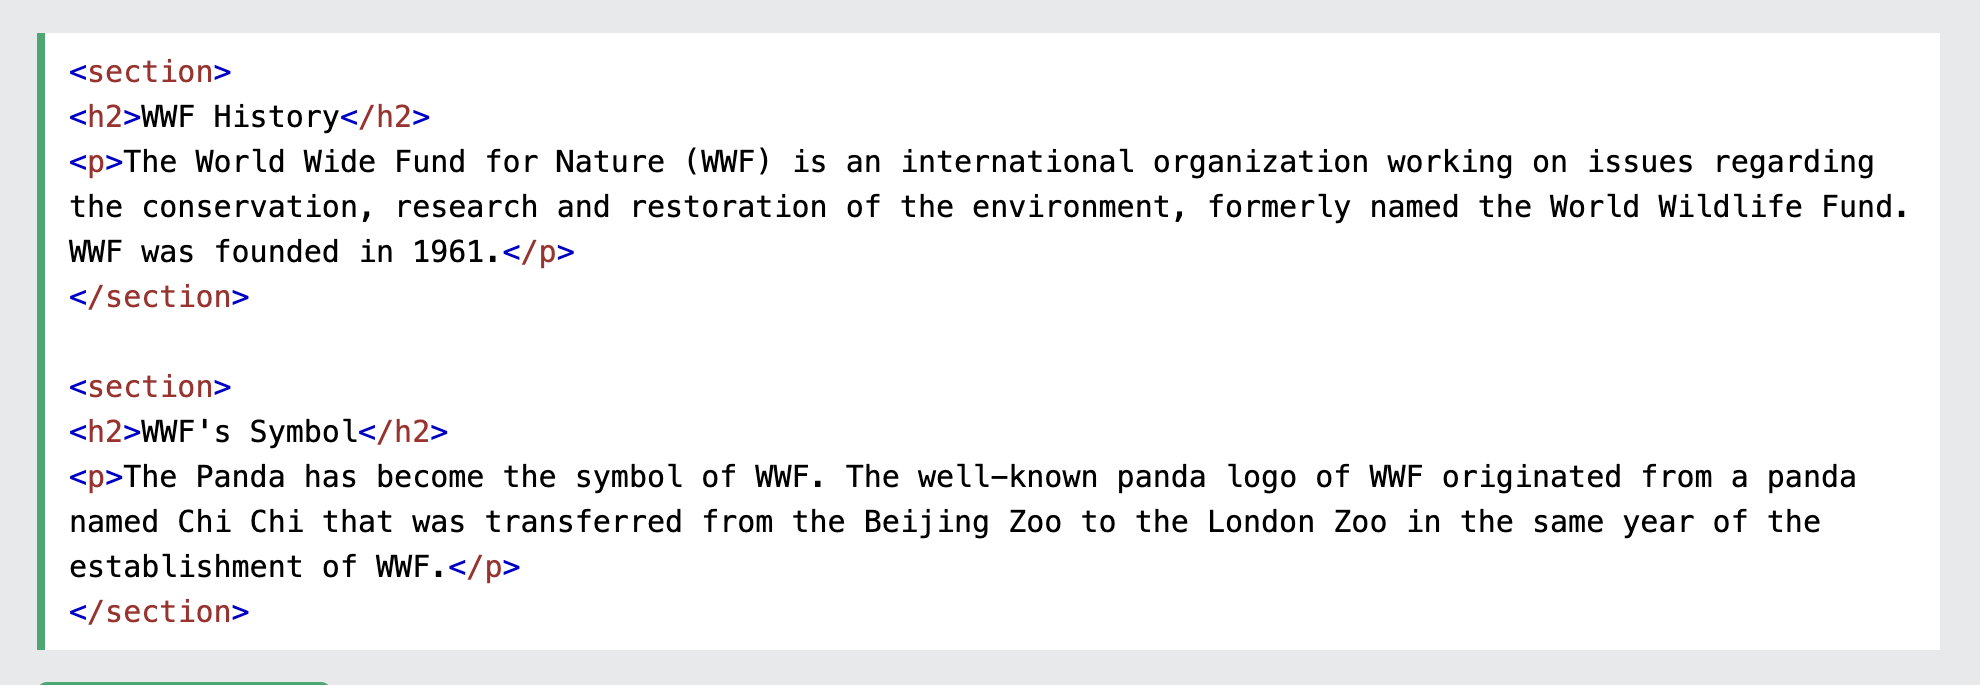 <section>
<h2>WWF History</h2>
<p>The World Wide Fund for Nature (WWF) is an international organization working on issues regarding
the conservation, research and restoration of the environment, formerly named the World Wildlife Fund.
WWF was founded in 1961.</p>
</section>

<section>
<h2>WWF's Symbol</h2>
<p>The Panda has become the symbol of WWF. The well-known panda logo of WWF originated from a panda
named Chi Chi that was transferred from the Beijing Zoo to the London Zoo in the same year of the
establishment of WWF.</p>
</section>